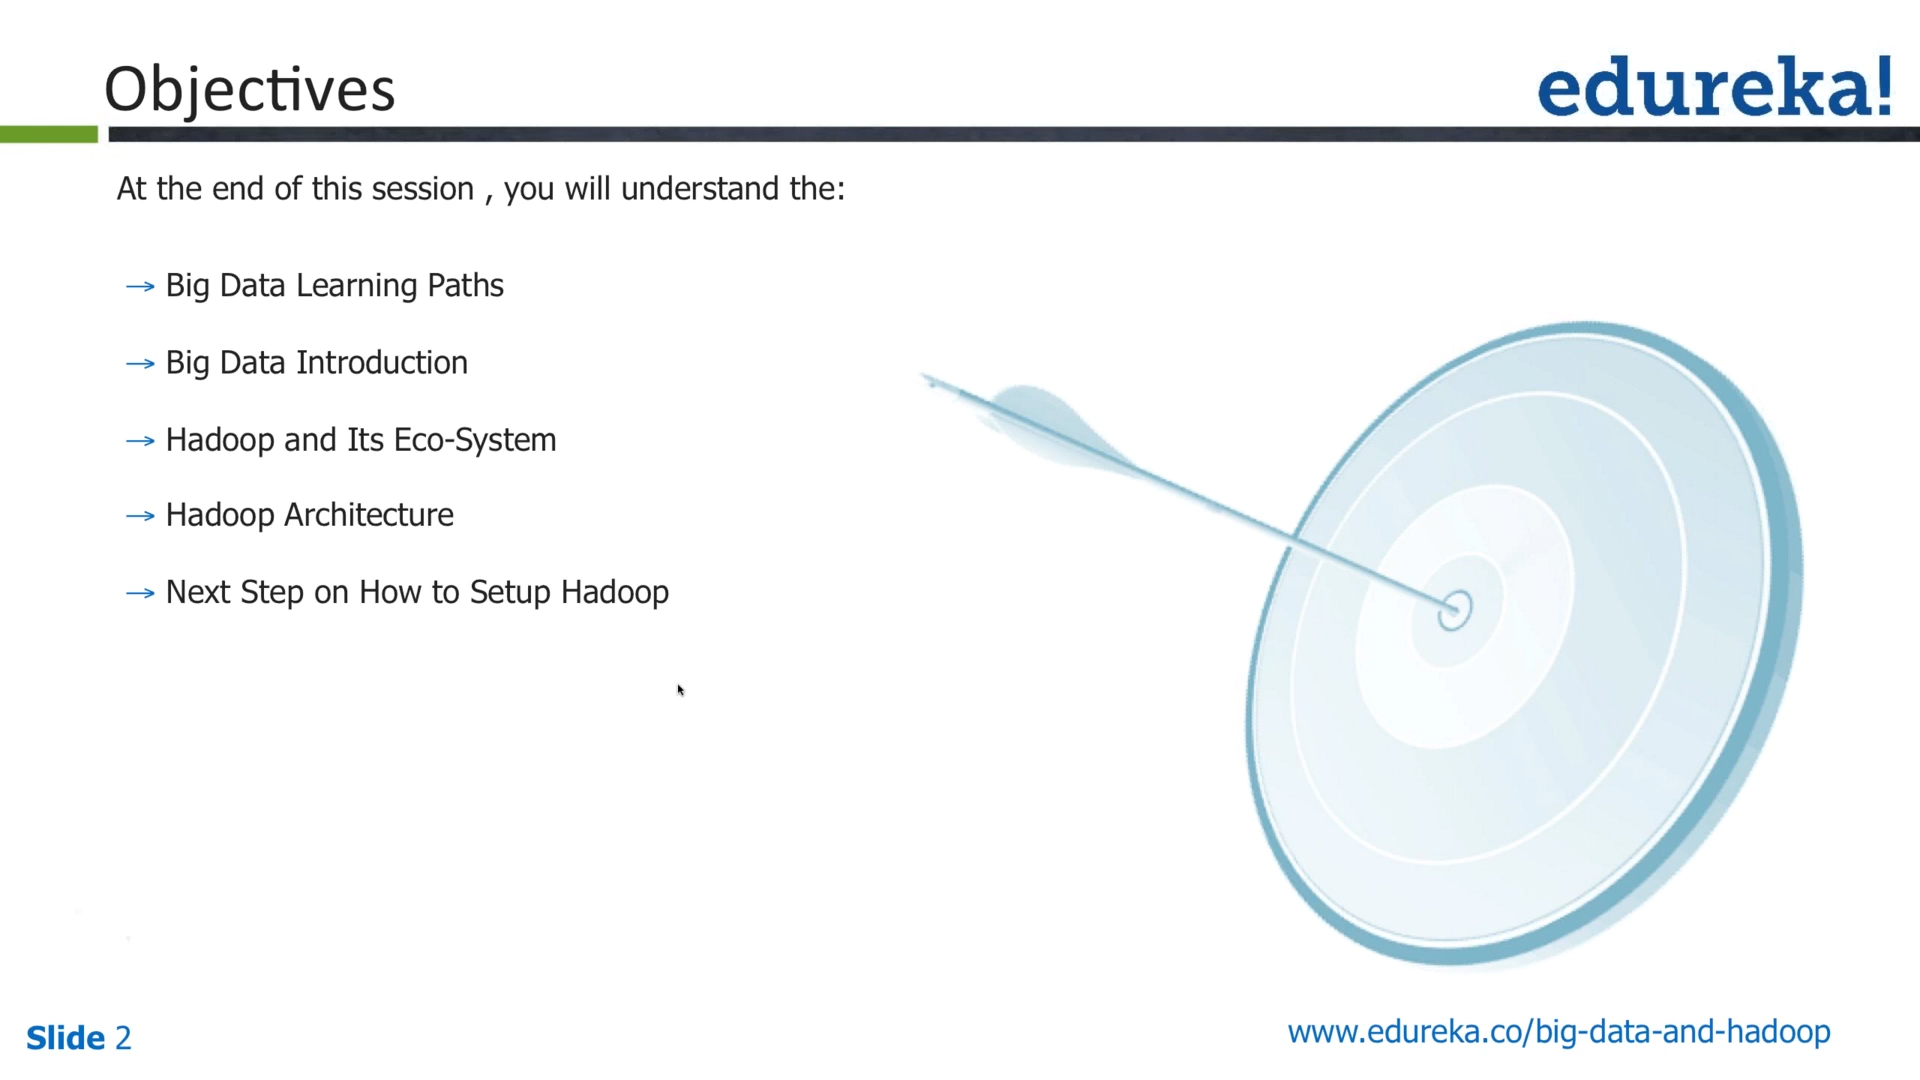 Objectives
edureka!
At the end of this session , you will understand the:
→ Big Data Learning Paths
→ Big Data Introduction
→ Hadoop and Its Eco-System
→ Hadoop Architecture
→ Next Step on How to Setup Hadoop
Slide 2
www.edureka.co/big-data-and-hadoop